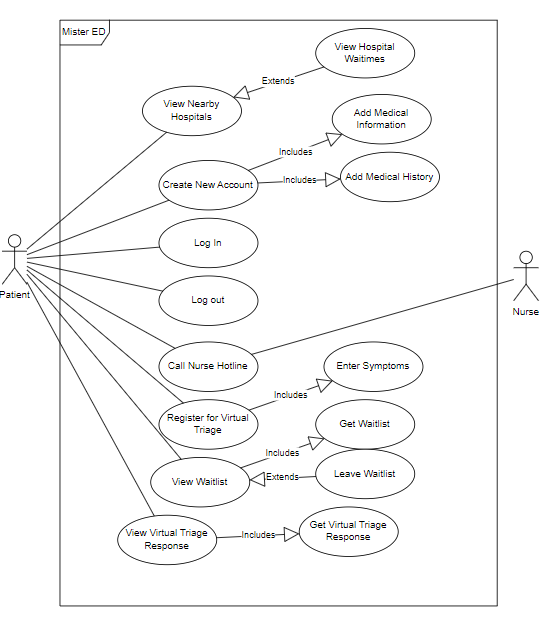 Mister ED
View Hospital
Waitimes
Extends
View Nearby
Hospitals
Add Medical
Information
Includes
Create New Account
Includes
Add Medical History
Log In
Patient
Log out
Nurse
Call Nurse Hotline
Enter Symptoms
Includes
Register for Virtual
Triage
Get Waitlist
Includes
View Waitlist
Extends
Leave Waitlist
View Virtual Triage
Response
Includes
Get Virtual Triage
Response